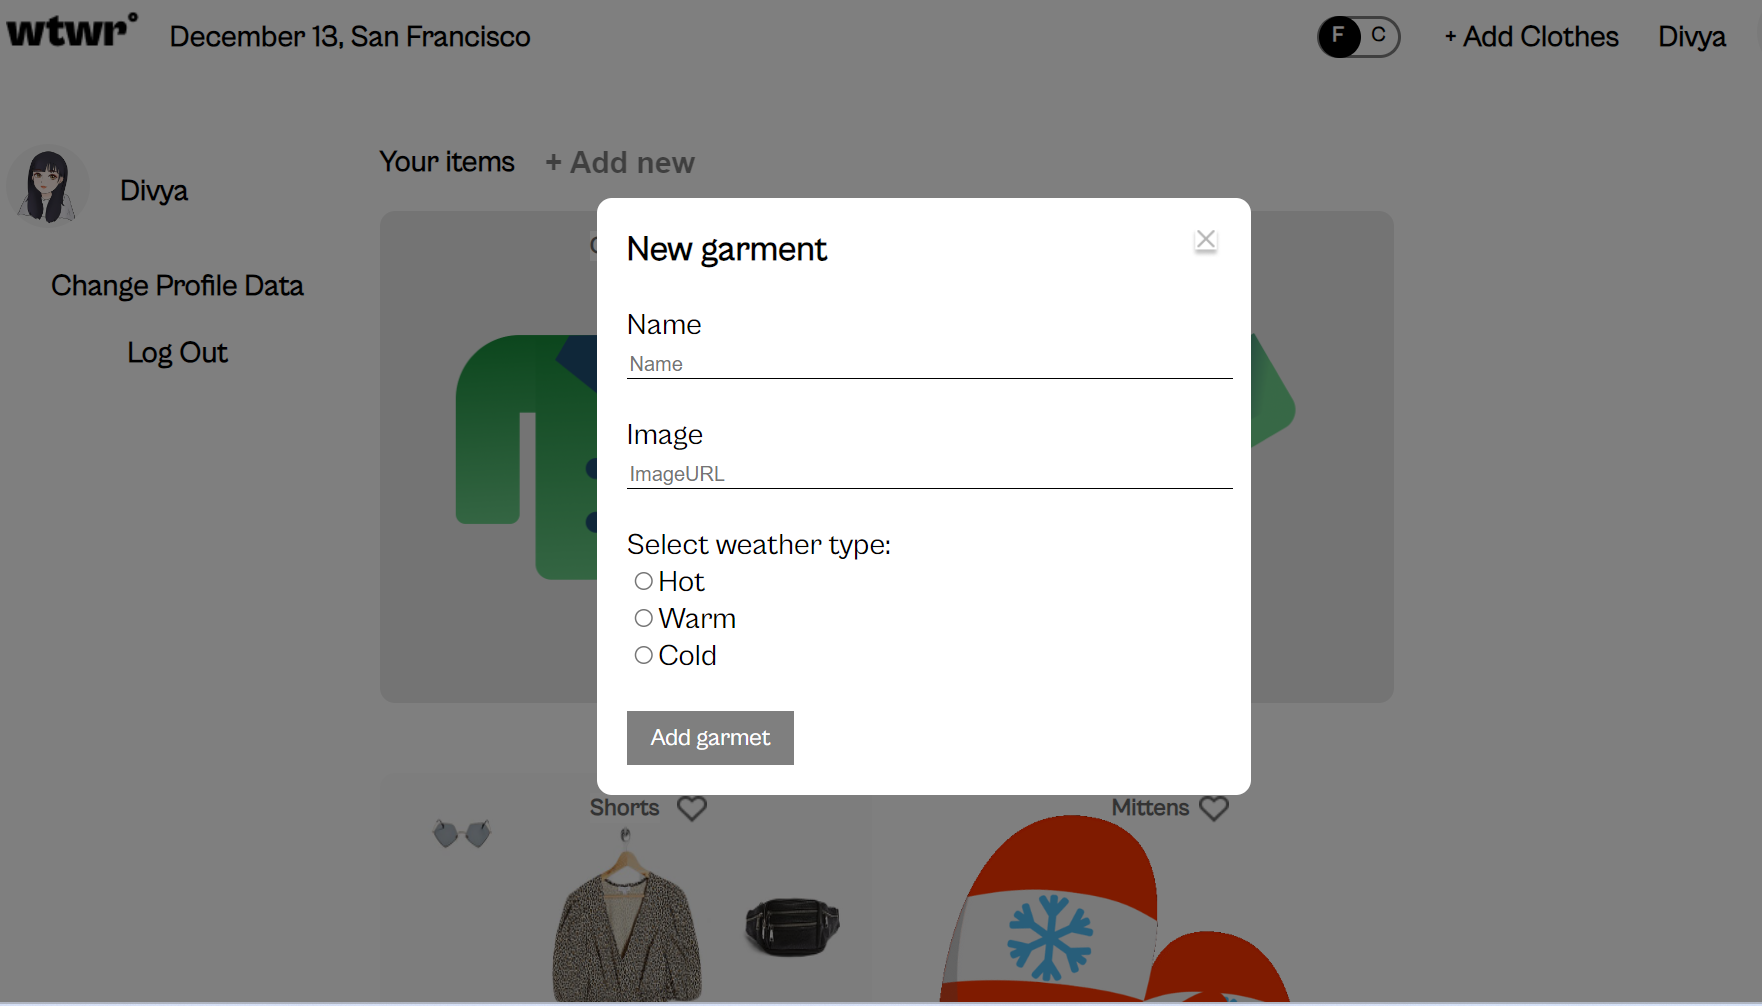 wtwr°
December 13, San Francisco
F C
+ Add Clothes
Divya
Divya
Change Profile Data
Log Out
Your items
+ Add new
New garment
Name
Name
Image
ImageURL
Select weather type:
Hot
Warm
Cold
Add garmet
Shorts
Mittens